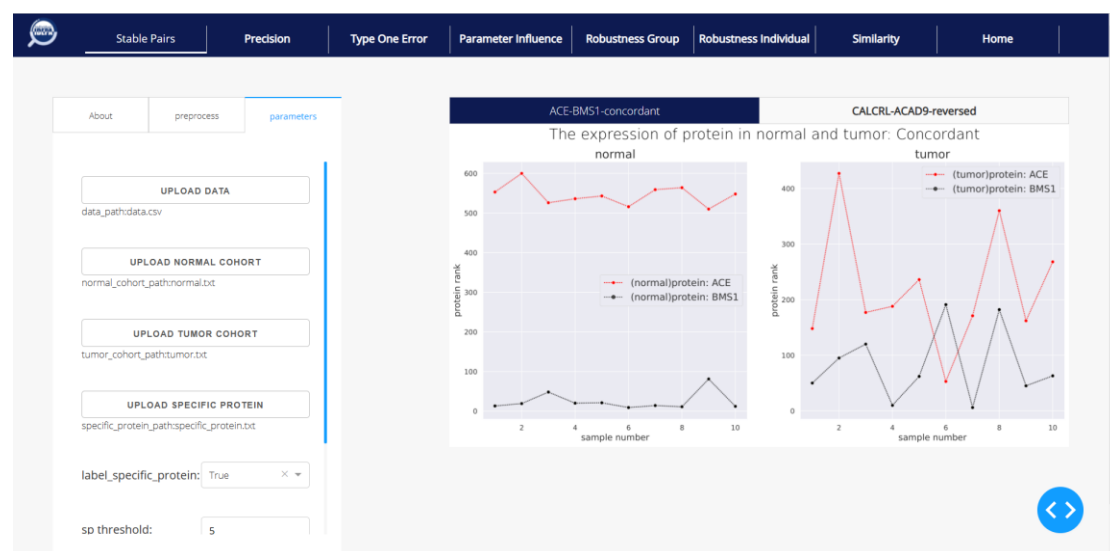 Stable Pairs Precision Type One Error Parameter Influence Robustness Group Robustness Individual Similarity Home
About preprocess parameters
UPLOAD DATA
data_path:data.csv
UPLOAD NORMAL COHORT
normal_cohort_path:normal.txt
UPLOAD TUMOR COHORT
tumor_cohort_path:tumor.txt
UPLOAD SPECIFIC PROTEIN
specific_protein_path:specific_protein.txt
label_specific_protein: True
sp threshold: 5
ACE-BMS1-concordant CALCRL-ACAD9-reversed
The expression of protein in normal and tumor: Concordant
normal
600
500
400
300
200
100
0
protein rank
(normal)protein: ACE
(normal)protein: BMS1
2 4 6 8 10
sample number
tumor
400
300
200
100
0
protein rank
(tumor)protein: ACE
(tumor)protein: BMS1
2 4 6 8 10
sample number